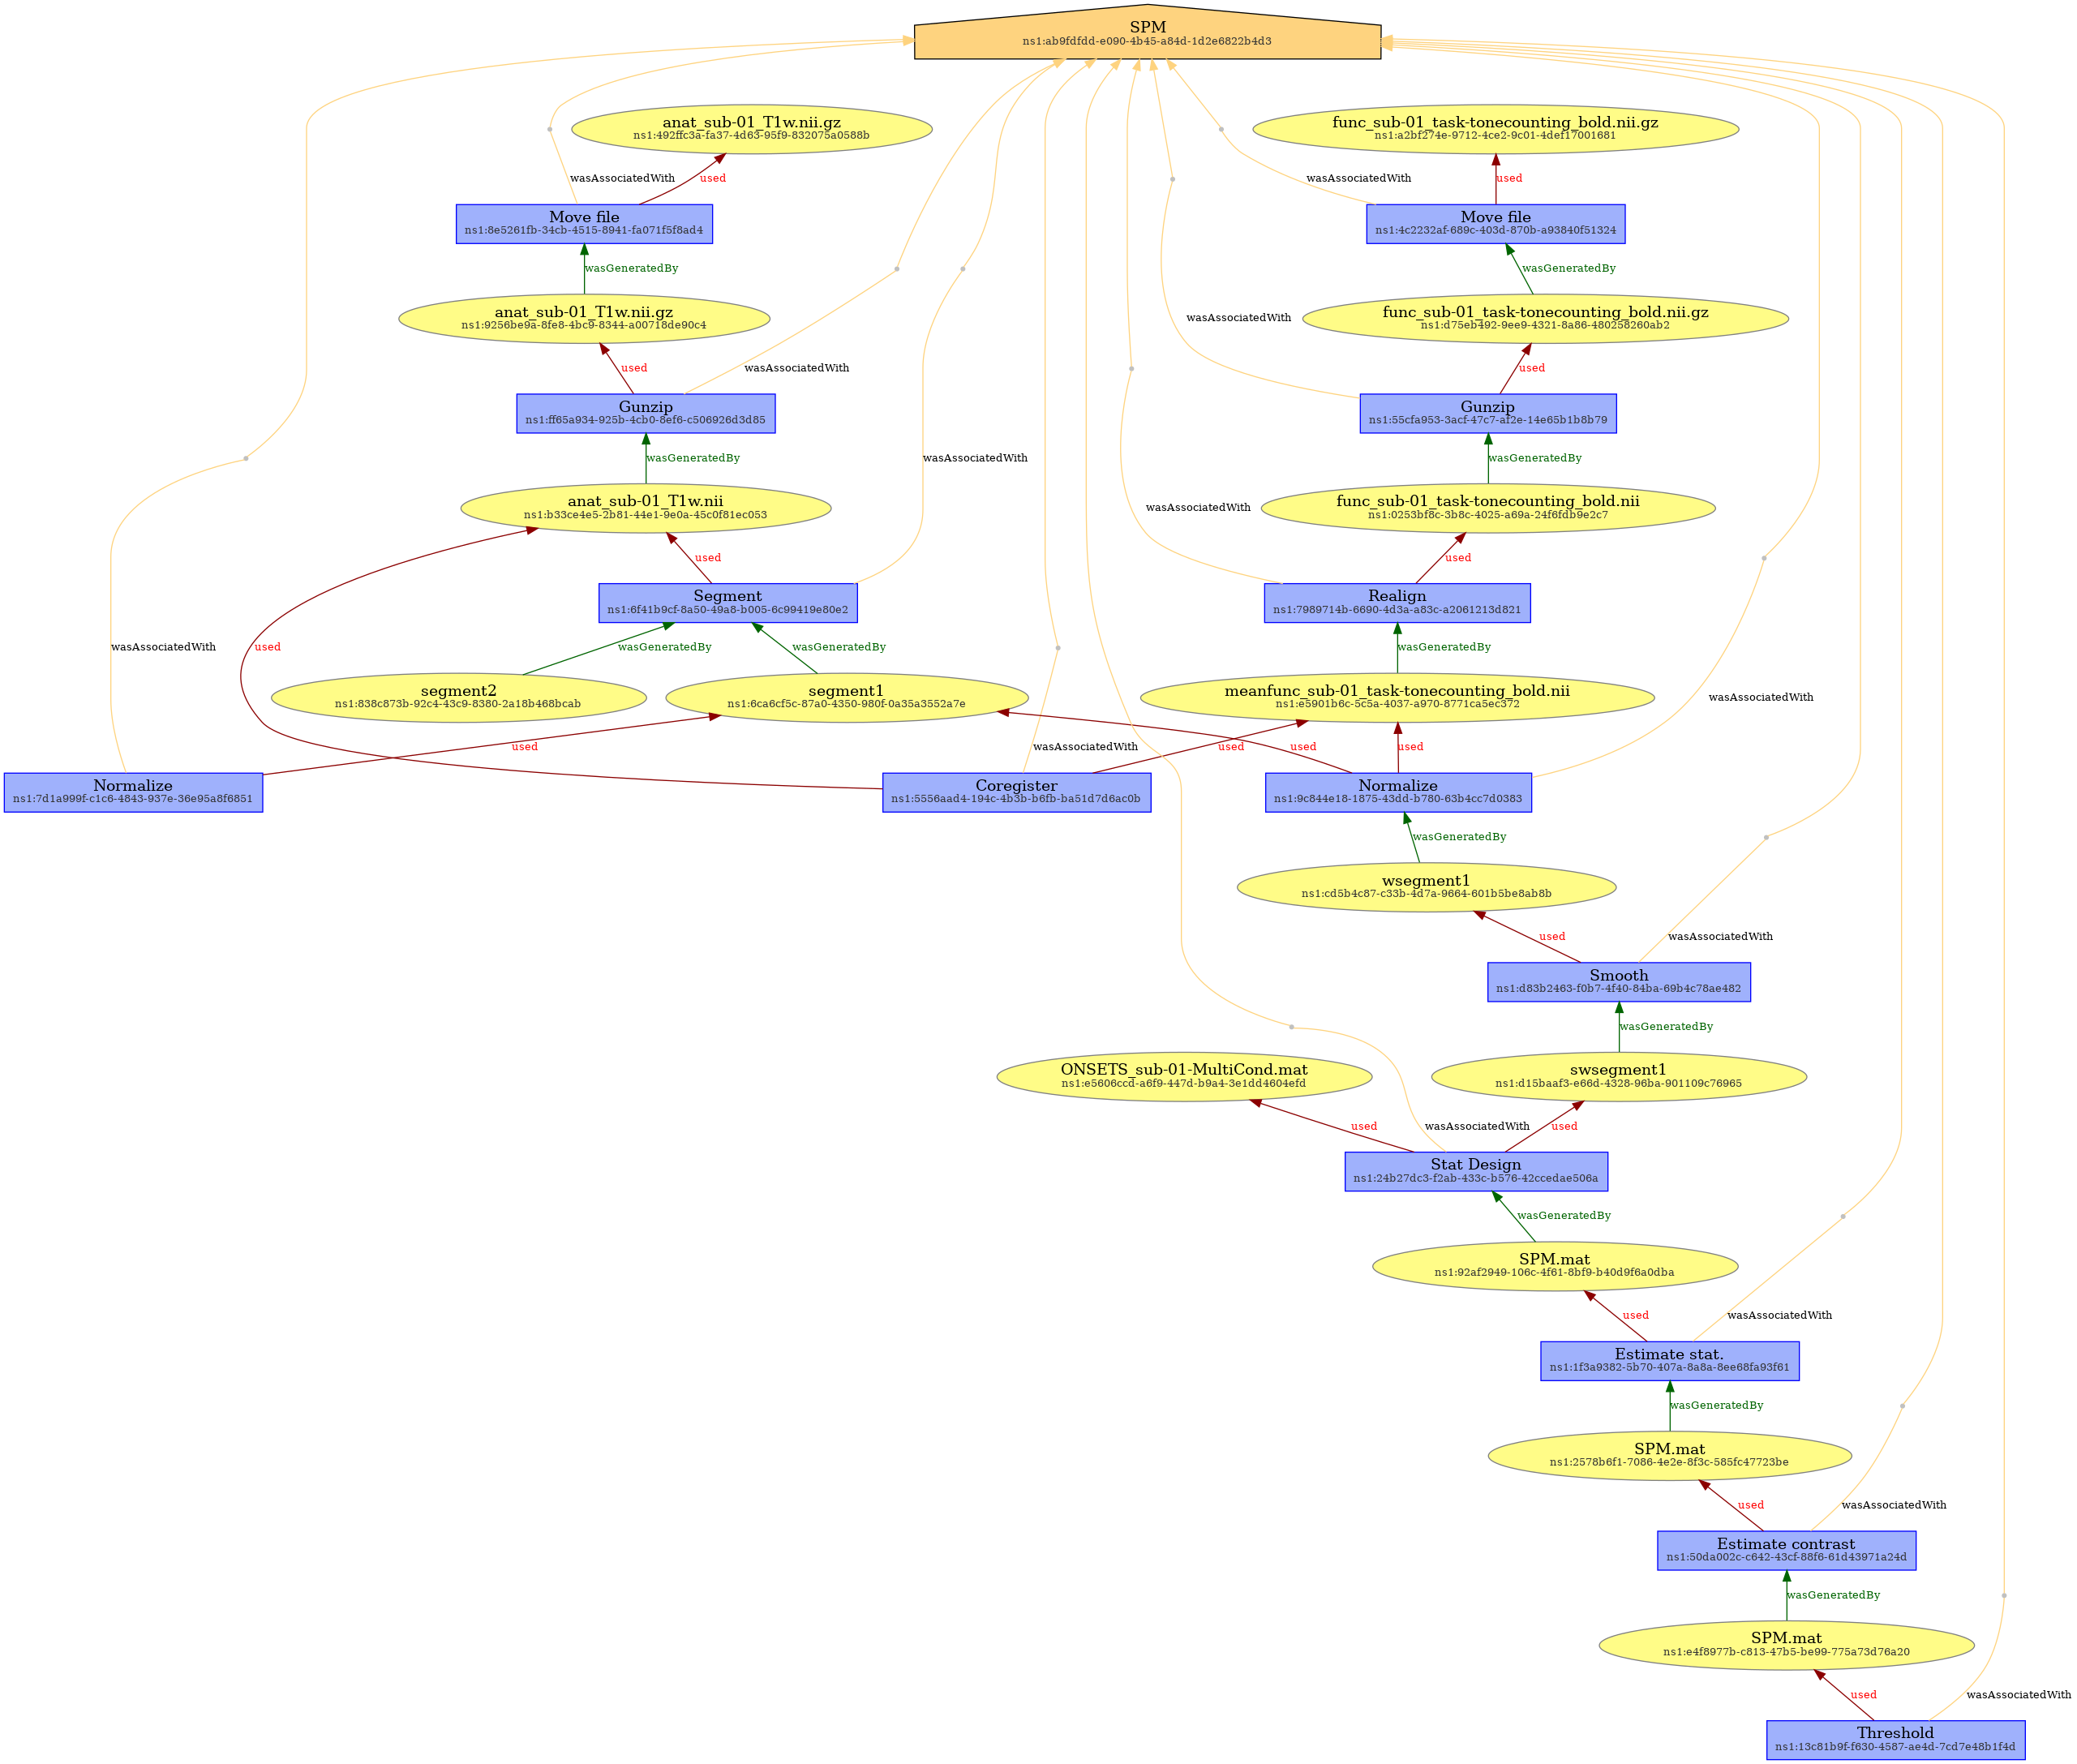 SPM
ns1:ab9fdfdd-e090-4b45-a84d-1d2e6822b4d3
anat_sub-01_T1w.nii.gz
ns1:492ffc3a-fa37-4d63-95f9-832075a0588b
func_sub-01_task-tonecounting_bold.nii.gz
ns1:a2bf274e-9712-4ce2-9c01-4def17001681
wasAssociatedWith
used
wasAssociatedWith
used
Move file
ns1:8e5261fb-34cb-4515-8941-fa071f5f8ad4
Move file
ns1:4c2232af-689c-403d-870b-a93840f51324
wasGeneratedBy
wasGeneratedBy
anat_sub-01_T1w.nii.gz
ns1:9256be9a-8fe8-4bc9-8344-a00718de90c4
wasAssociatedWith
func_sub-01_task-tonecounting_bold.nii.gz
ns1:d75eb492-9ee9-4321-8a86-480258260ab2
used
wasAssociatedWith
used
Gunzip
ns1:ff65a934-925b-4cb0-8ef6-c506926d3d85
Gunzip
ns1:55cfa953-3acf-47c7-af2e-14e65b1b8b79
wasGeneratedBy
wasAssociatedWith
wasGeneratedBy
anat_sub-01_T1w.nii
ns1:b33ce4e5-2b81-44e1-9e0a-45c0f81ec053
wasAssociatedWith
func_sub-01_task-tonecounting_bold.nii
ns1:0253bf8c-3b8c-4025-a69a-24f6fdb9e2c7
used
used
Segment
ns1:6f41b9cf-8a50-49a8-b005-6c99419e80e2
Realign
ns1:7989714b-6690-4d3a-a83c-a2061213d821
wasAssociatedWith
used
wasGeneratedBy
wasGeneratedBy
wasGeneratedBy
segment2
ns1:838c873b-92c4-43c9-8380-2a18b468bcab
segment1
ns1:6ca6cf5c-87a0-4350-980f-0a35a3552a7e
meanfunc_sub-01_task-tonecounting_bold.nii
ns1:e5901b6c-5c5a-4037-a970-8771ca5ec372
wasAssociatedWith
used
wasAssociatedWith
used
used
used
Normalize
ns1:7d1a999f-c1c6-4843-937e-36e95a8f6851
Coregister
ns1:5556aad4-194c-4b3b-b6fb-ba51d7d6ac0b
Normalize
ns1:9c844e18-1875-43dd-b780-63b4cc7d0383
wasGeneratedBy
wsegment1
ns1:cd5b4c87-c33b-4d7a-9664-601b5be8ab8b
used
wasAssociatedWith
Smooth
ns1:d83b2463-f0b7-4f40-84ba-69b4c78ae482
wasGeneratedBy
ONSETS_sub-01-MultiCond.mat
ns1:e5606ccd-a6f9-447d-b9a4-3e1dd4604efd
swsegment1
ns1:d15baaf3-e66d-4328-96ba-901109c76965
used
wasAssociatedWith
used
Stat Design
ns1:24b27dc3-f2ab-433c-b576-42ccedae506a
wasGeneratedBy
SPM.mat
ns1:92af2949-106c-4f61-8bf9-b40d9f6a0dba
used
wasAssociatedWith
Estimate stat.
ns1:1f3a9382-5b70-407a-8a8a-8ee68fa93f61
wasGeneratedBy
SPM.mat
ns1:2578b6f1-7086-4e2e-8f3c-585fc47723be
used
wasAssociatedWith
Estimate contrast
ns1:50da002c-c642-43cf-88f6-61d43971a24d
wasGeneratedBy
SPM.mat
ns1:e4f8977b-c813-47b5-be99-775a73d76a20
used
wasAssociatedWith
Threshold
ns1:13c81b9f-f630-4587-ae4d-7cd7e48b1f4d